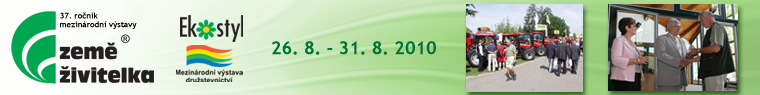 37. ročník
mezinárodní výstavy
země
živitelka®
Ekostyl
Mezinárodní výstava
družstevnictví
26. 8. - 31. 8. 2010